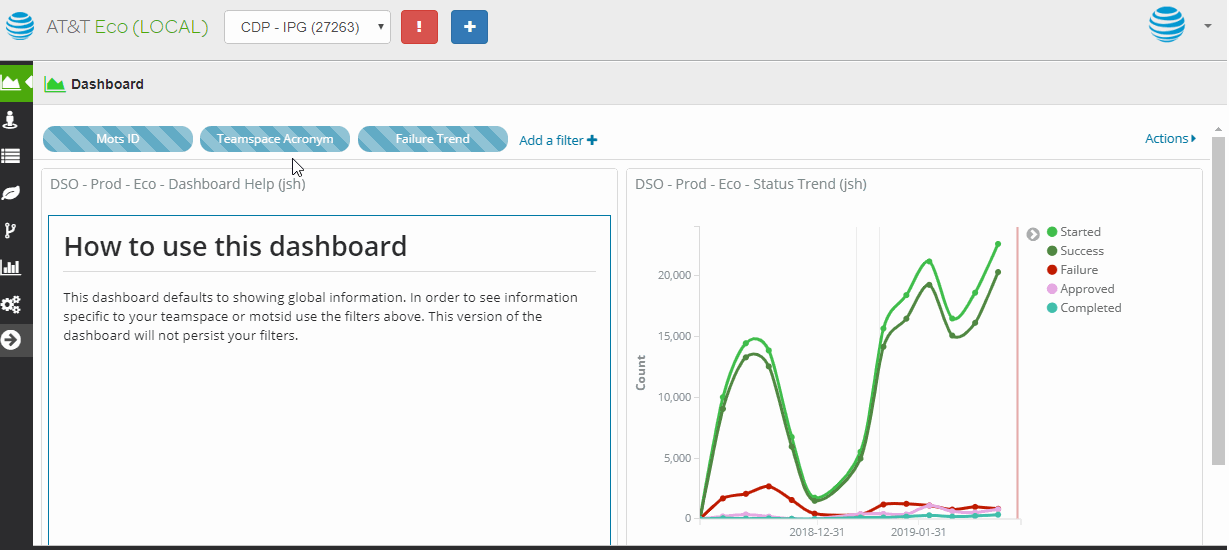 AT&T Eco (LOCAL)
CDP - IPG (27263)
Dashboard
Mots ID
Teamspace Acronym
Failure Trend
Add a filter
Actions
DSO - Prod - Eco - Dashboard Help (jsh)
How to use this dashboard
This dashboard defaults to showing global information. In order to see information
specific to your teamspace or motsid use the filters above. This version of the
dashboard will not persist your filters.
DSO - Prod - Eco - Status Trend (jsh)
Count
20,000
15,000
10,000
5,000
0
2018-12-31
2019-01-31
Started
Success
Failure
Approved
Completed